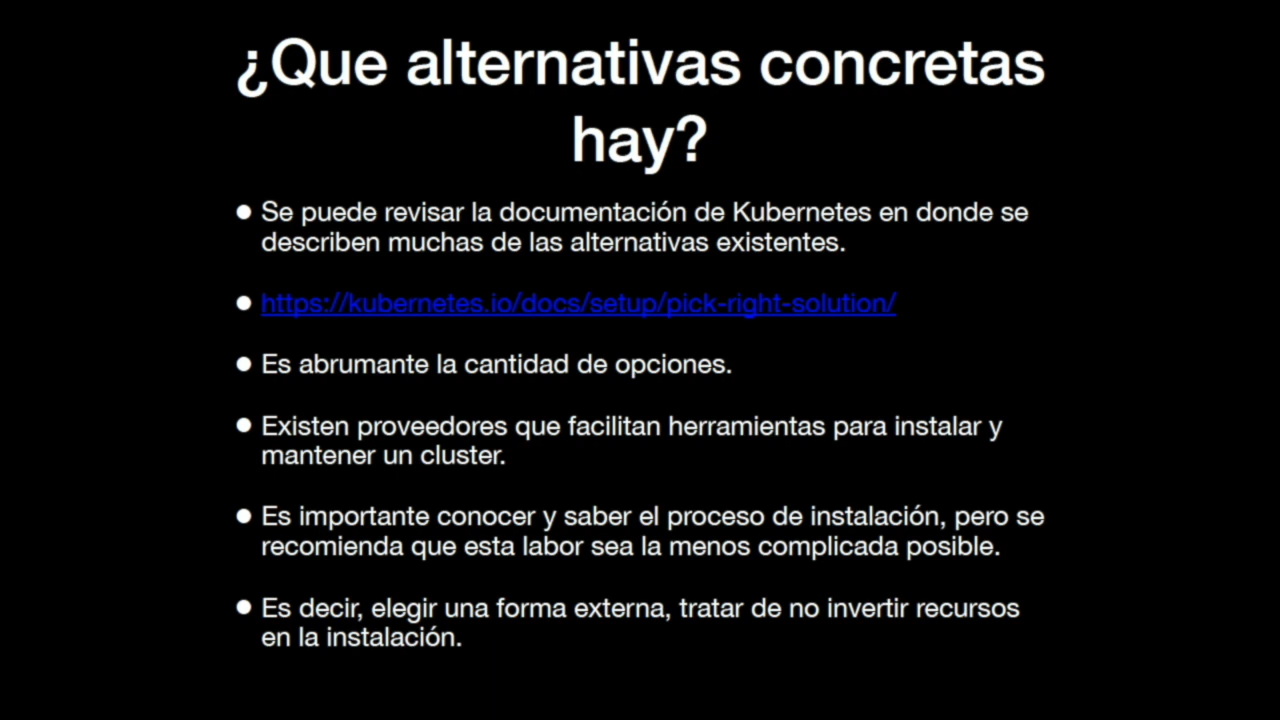 ¿Que alternativas concretas
hay?
● Se puede revisar la documentación de Kubernetes en donde se
describen muchas de las alternativas existentes.
● https://kubernetes.io/docs/setup/pick-right-solution/
● Es abrumante la cantidad de opciones.
● Existen proveedores que facilitan herramientas para instalar y
mantener un cluster.
● Es importante conocer y saber el proceso de instalación, pero se
recomienda que esta labor sea la menos complicada posible.
● Es decir, elegir una forma externa, tratar de no invertir recursos
en la instalación.